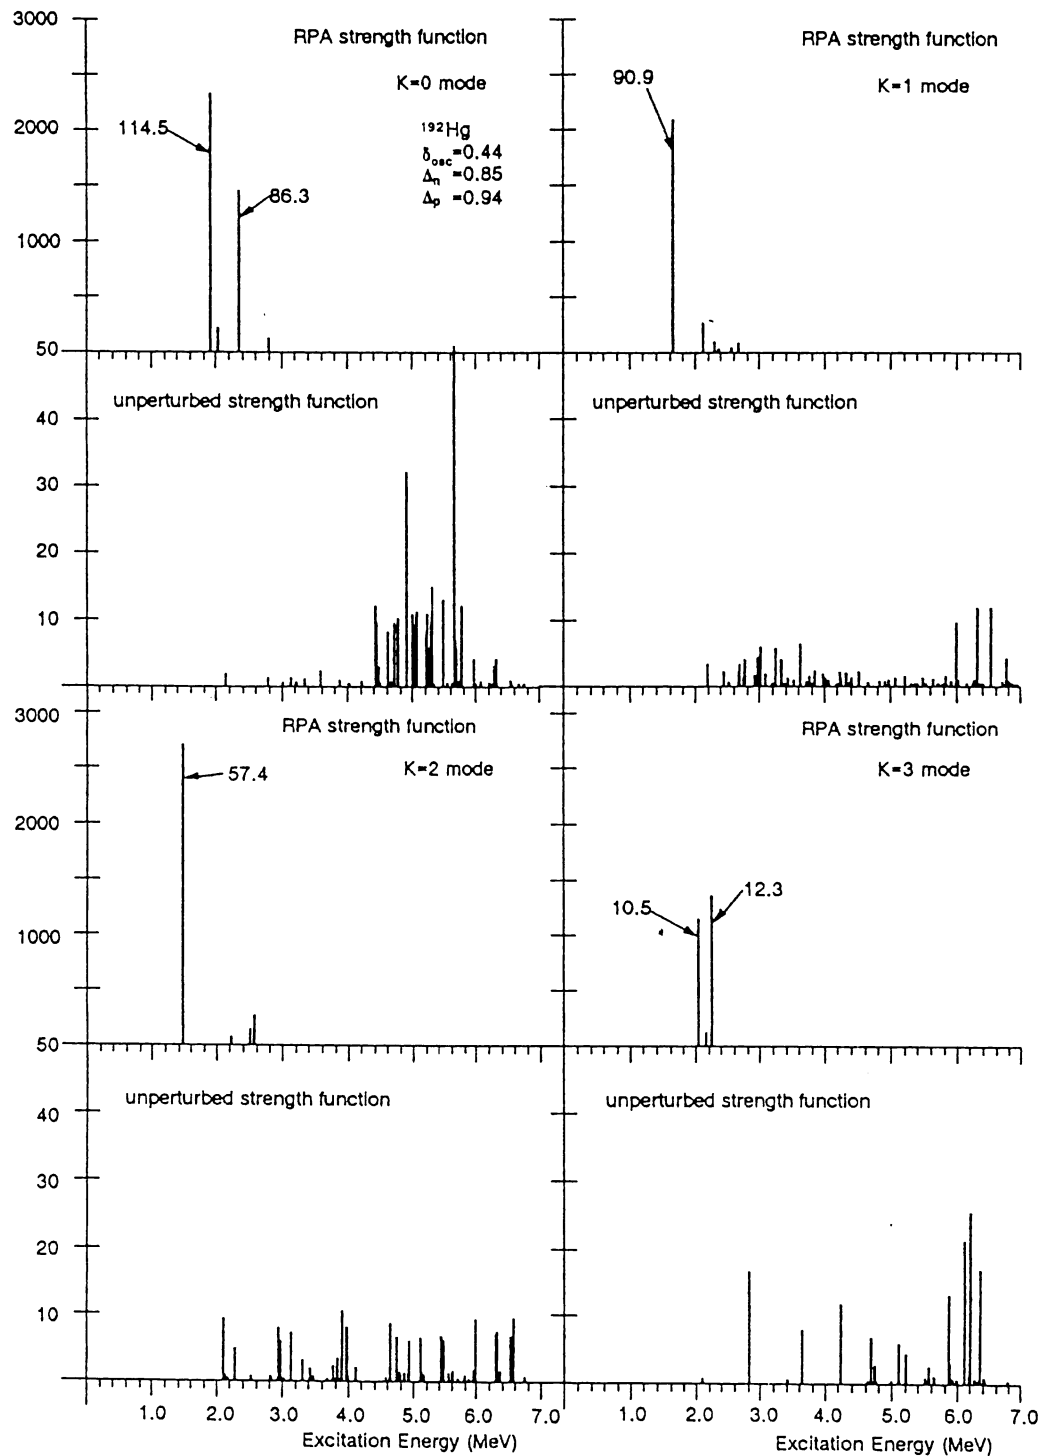 3000
RPA strength function
K=0 mode
114.5
2000
¹⁹²Hg
δosc=0.44
Δn =0.85
Δp =0.94
86.3
1000
50
RPA strength function
K=1 mode
90.9
unperturbed strength function
40
30
20
10
unperturbed strength function
3000
RPA strength function
K=2 mode
57.4
2000
1000
50
RPA strength function
K=3 mode
10.5
12.3
unperturbed strength function
40
30
20
10
1.0 2.0 3.0 4.0 5.0 6.0 7.0
Excitation Energy (MeV)
unperturbed strength function
1.0 2.0 3.0 4.0 5.0 6.0 7.0
Excitation Energy (MeV)